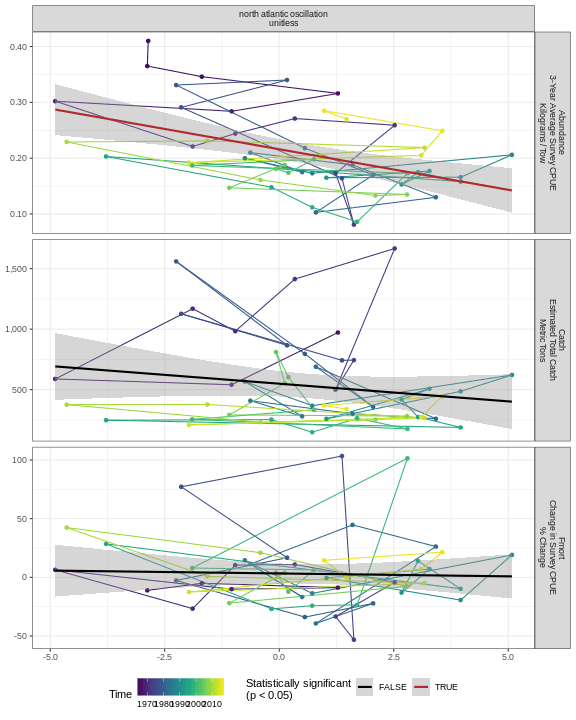 north atlantic oscillation
unitless
0.40
0.30
0.20
0.10
Abundance
3-Year Average Survey CPUE
Kilograms / Tow
1,500
1,000
500
Catch
Estimated Total Catch
Metric Tons
100
50
0
-50
Fmort
Change in Survey CPUE
% Change
-5.0 -2.5 0.0 2.5 5.0
Time
1970 1980 1990 2000 2010
Statistically significant
(p < 0.05)
FALSE TRUE